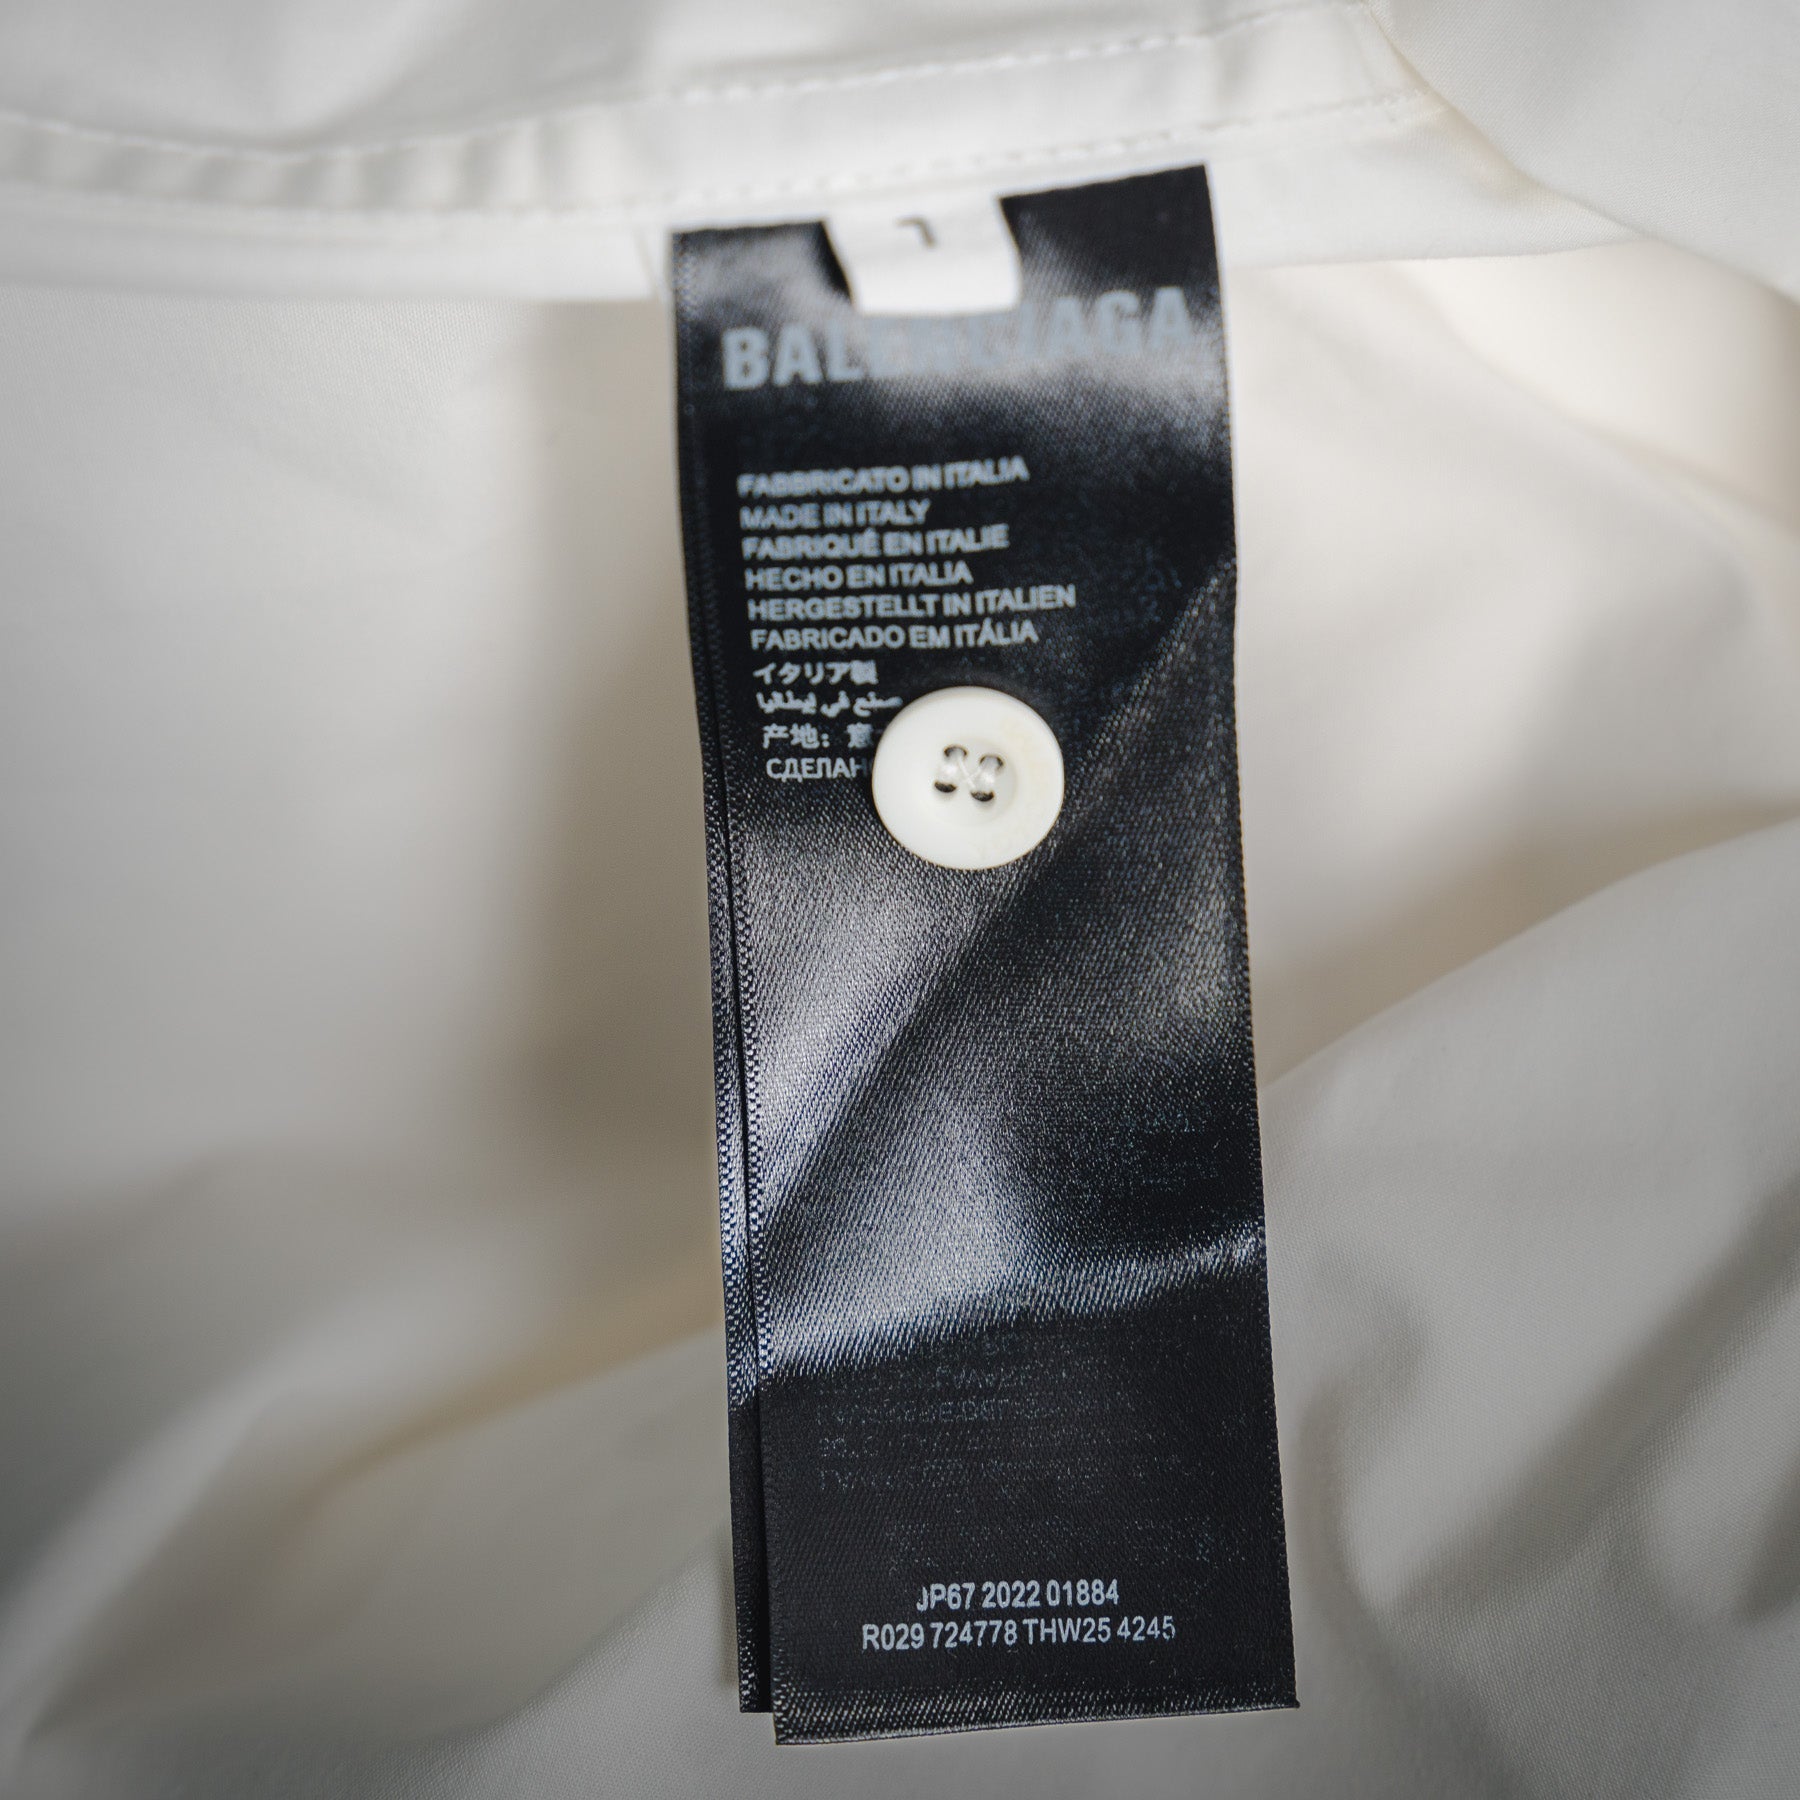 BALENCIAGA
FABBRICATO IN ITALIA
MADE IN ITALY
FABRIQUÉ EN ITALIE
HECHO EN ITALIA
HERGESTELLT IN ITALIEN
FABRICADO EM ITÁLIA
イタリア製
صنع في إيطاليا
产地: 意
СДЕЛАН
JP67 2022 01884
R029 724778 THW25 4245